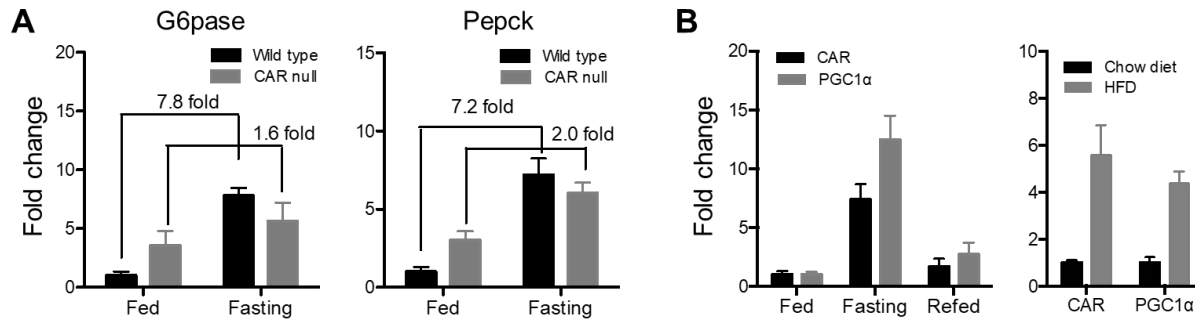 A
G6pase
Fold change
20
15
10
5
0
Wild type
CAR null
7.8 fold
1.6 fold
Fed
Fasting
Pepck
15
10
5
0
Wild type
CAR null
7.2 fold
2.0 fold
Fed
Fasting
B
Fold change
20
15
10
5
0
CAR
PGC1α
Fed
Fasting
Refed
10
8
6
4
2
0
Chow diet
HFD
CAR
PGC1α